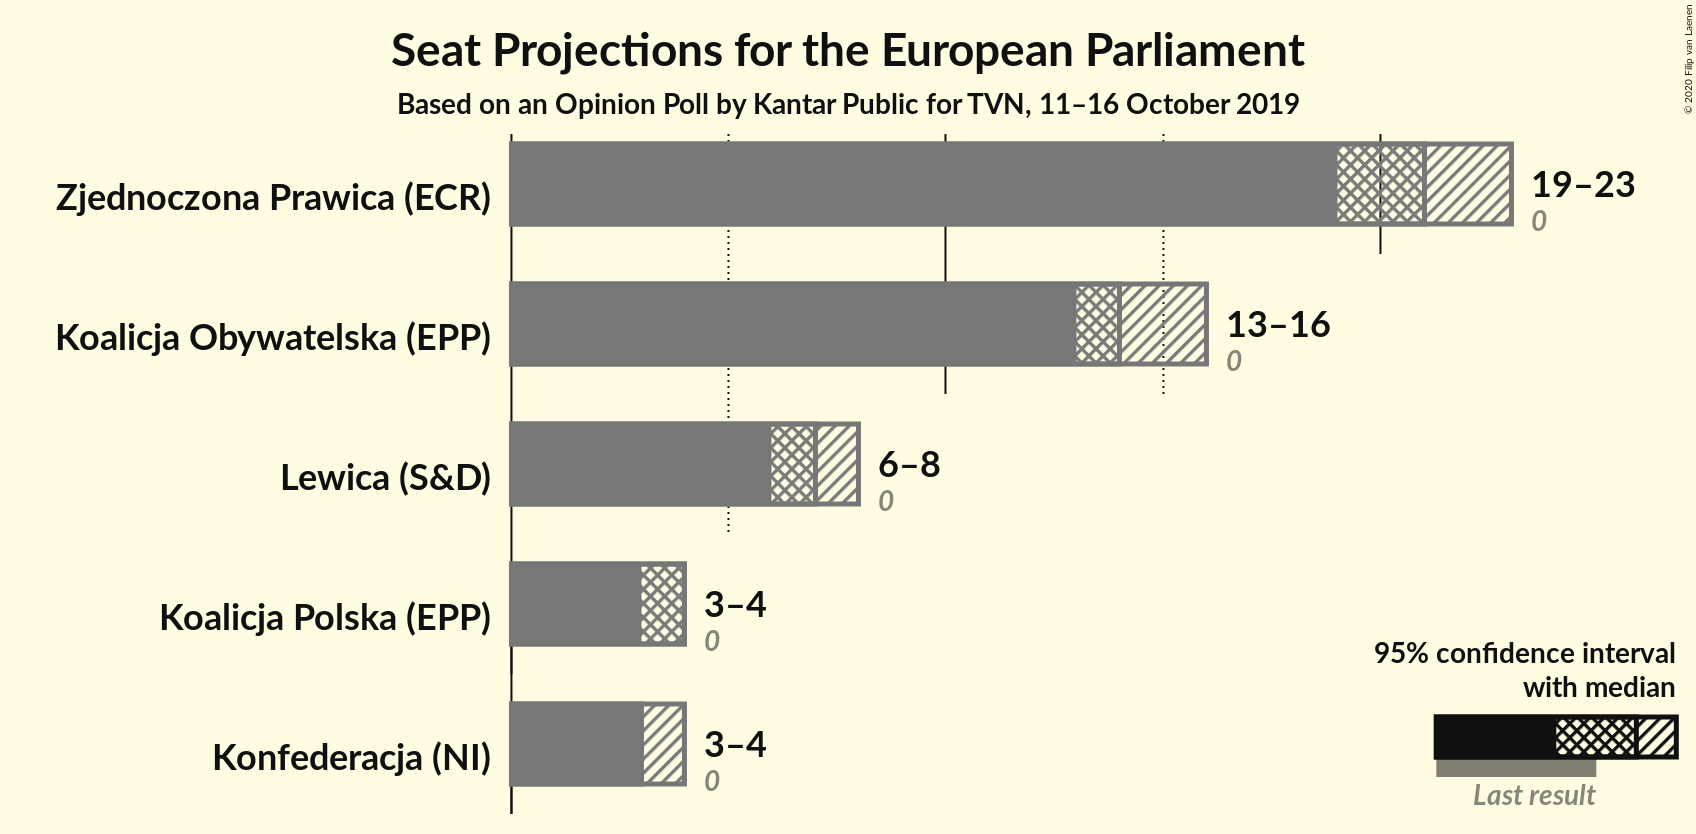 Seat Projections for the European Parliament
Based on an Opinion Poll by Kantar Public for TVN, 11–16 October 2019
© 2020 Filip van Laenen
Zjednoczona Prawica (ECR)
19–23
0
Koalicja Obywatelska (EPP)
13–16
0
Lewica (S&D)
6–8
0
Koalicja Polska (EPP)
3–4
0
Konfederacja (NI)
3–4
0
95% confidence interval
with median
Last result